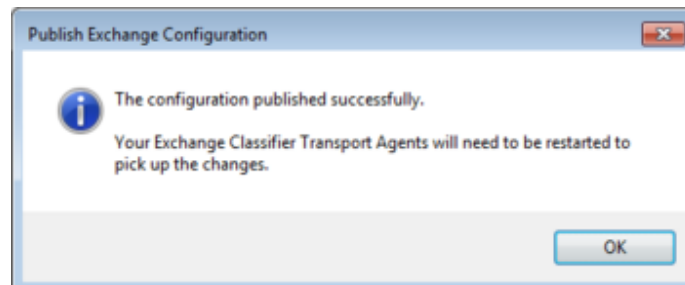 Publish Exchange Configuration
The configuration published successfully.
Your Exchange Classifier Transport Agents will need to be restarted to
pick up the changes.
OK